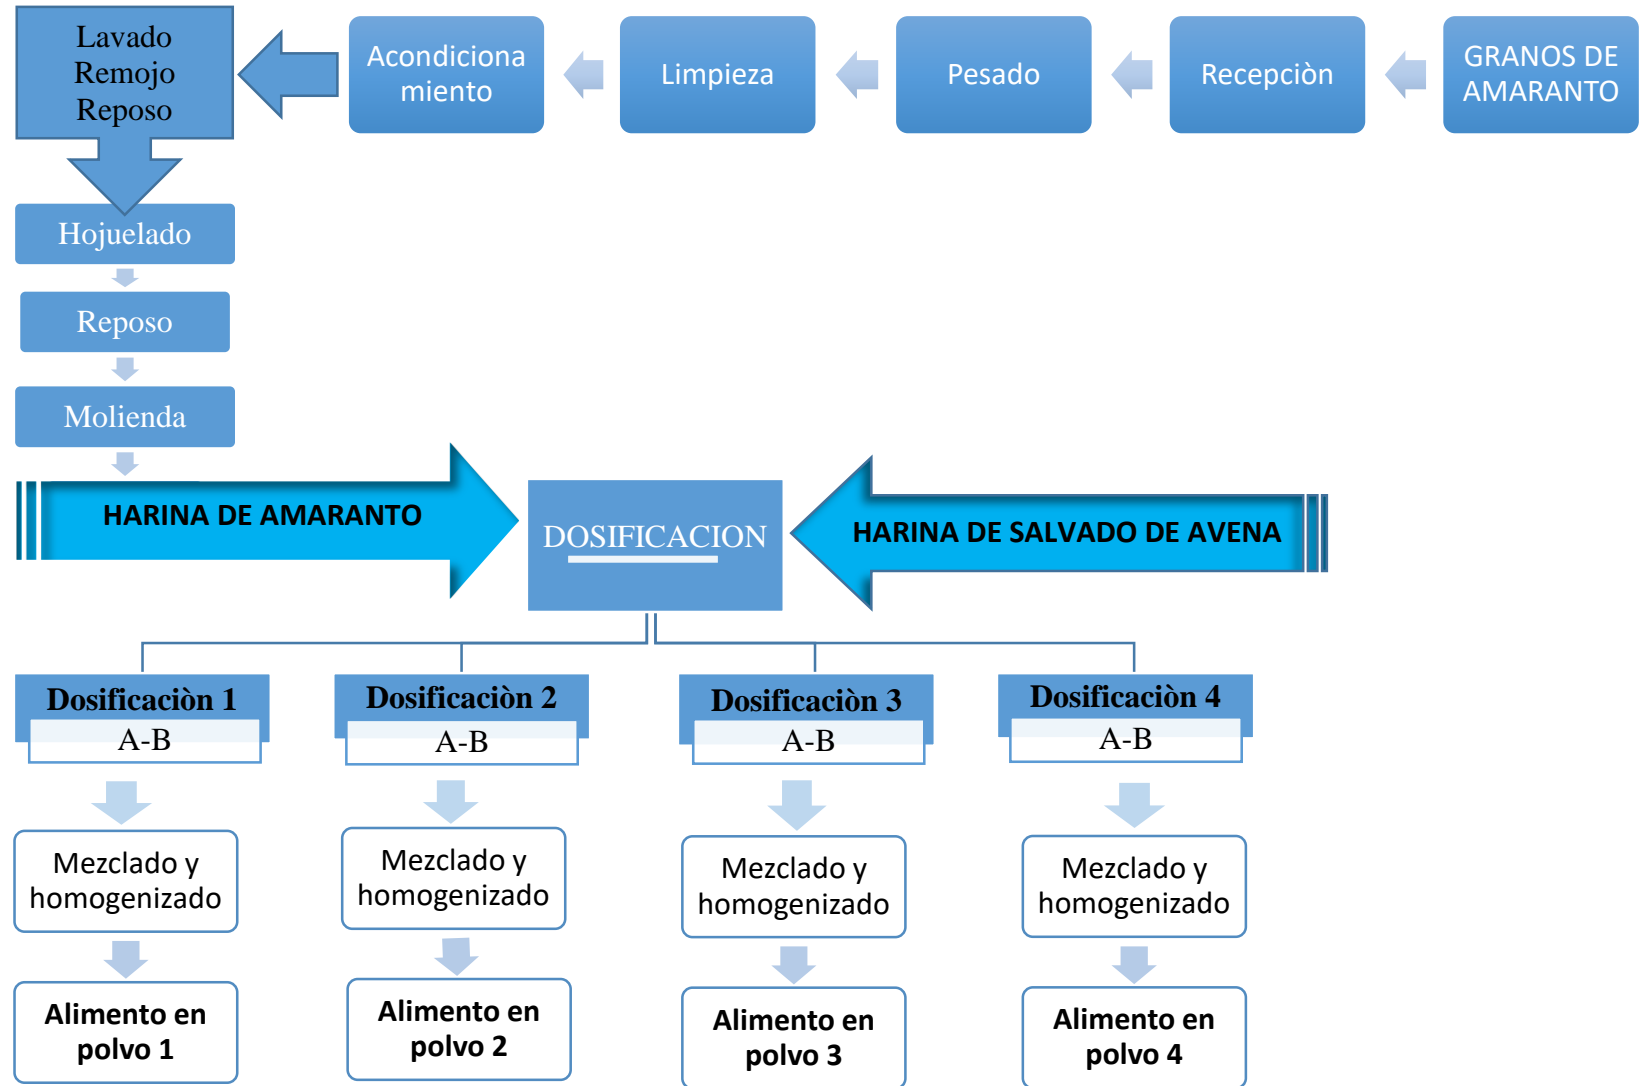 Lavado
Remojo
Reposo
Acondiciona
miento
Limpieza
Pesado
Recepciòn
GRANOS DE
AMARANTO
Hojuelado
Reposo
Molienda
HARINA DE AMARANTO
DOSIFICACION
HARINA DE SALVADO DE AVENA
Dosificaciòn 1
A-B
Dosificaciòn 2
A-B
Dosificaciòn 3
A-B
Dosificaciòn 4
A-B
Mezclado y
homogenizado
Mezclado y
homogenizado
Mezclado y
homogenizado
Mezclado y
homogenizado
Alimento en
polvo 1
Alimento en
polvo 2
Alimento en
polvo 3
Alimento en
polvo 4